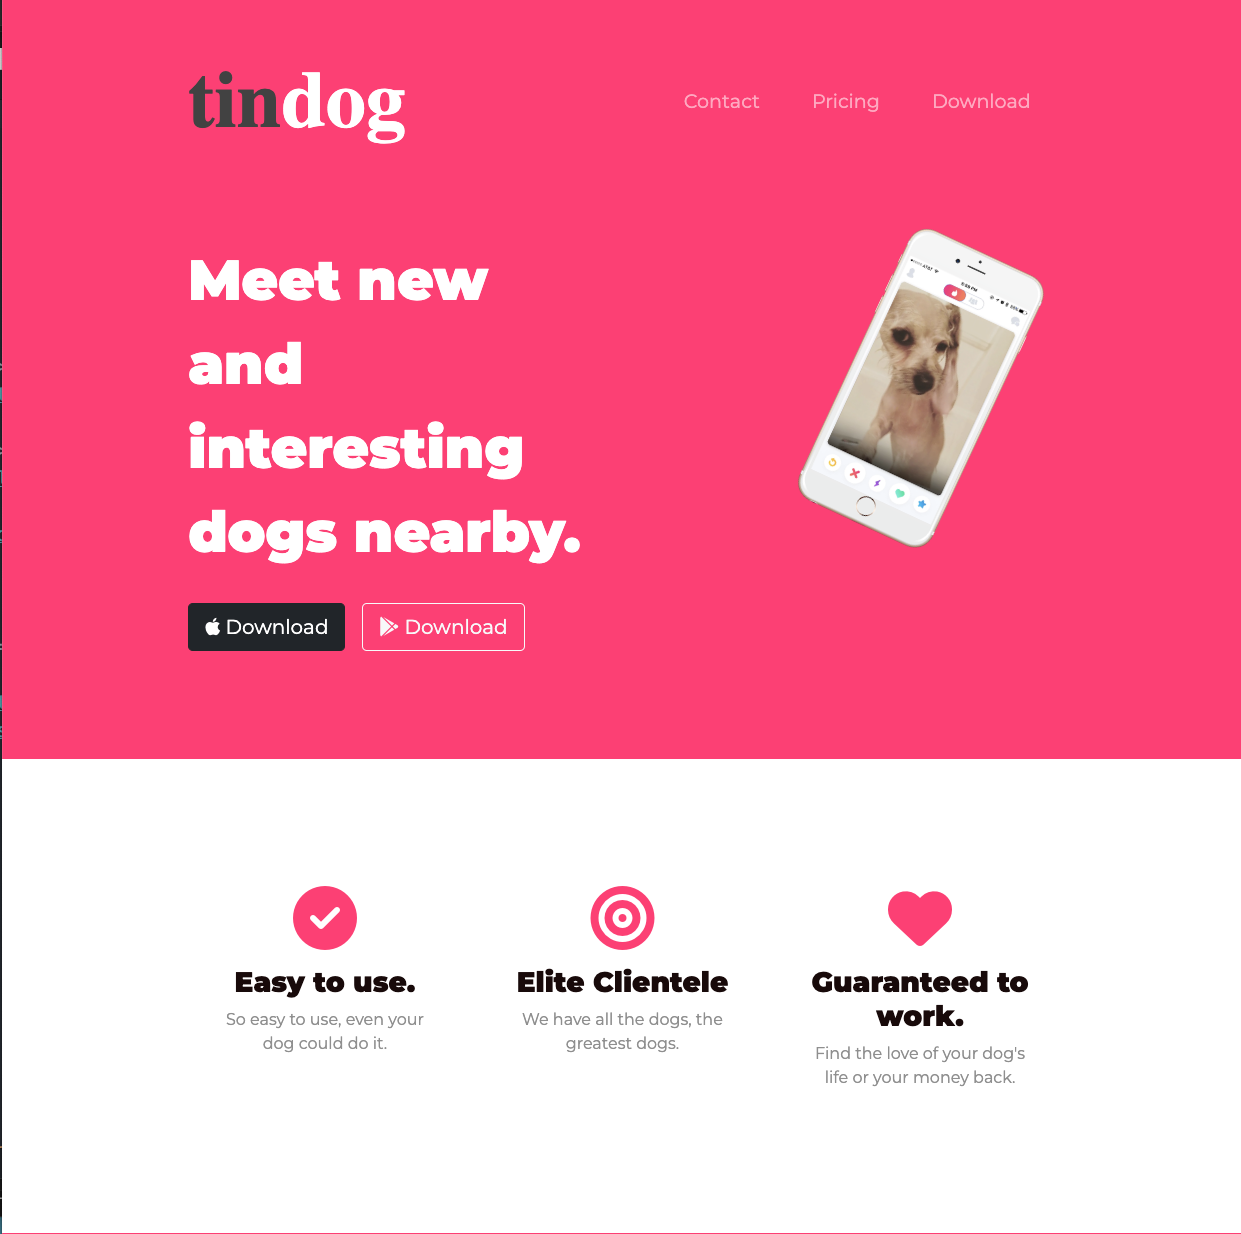 tindog
Contact
Pricing
Download
Meet new
and
interesting
dogs nearby.
Download
Download
Easy to use.
So easy to use, even your
dog could do it.
Elite Clientele
We have all the dogs, the
greatest dogs.
Guaranteed to
work.
Find the love of your dog's
life or your money back.